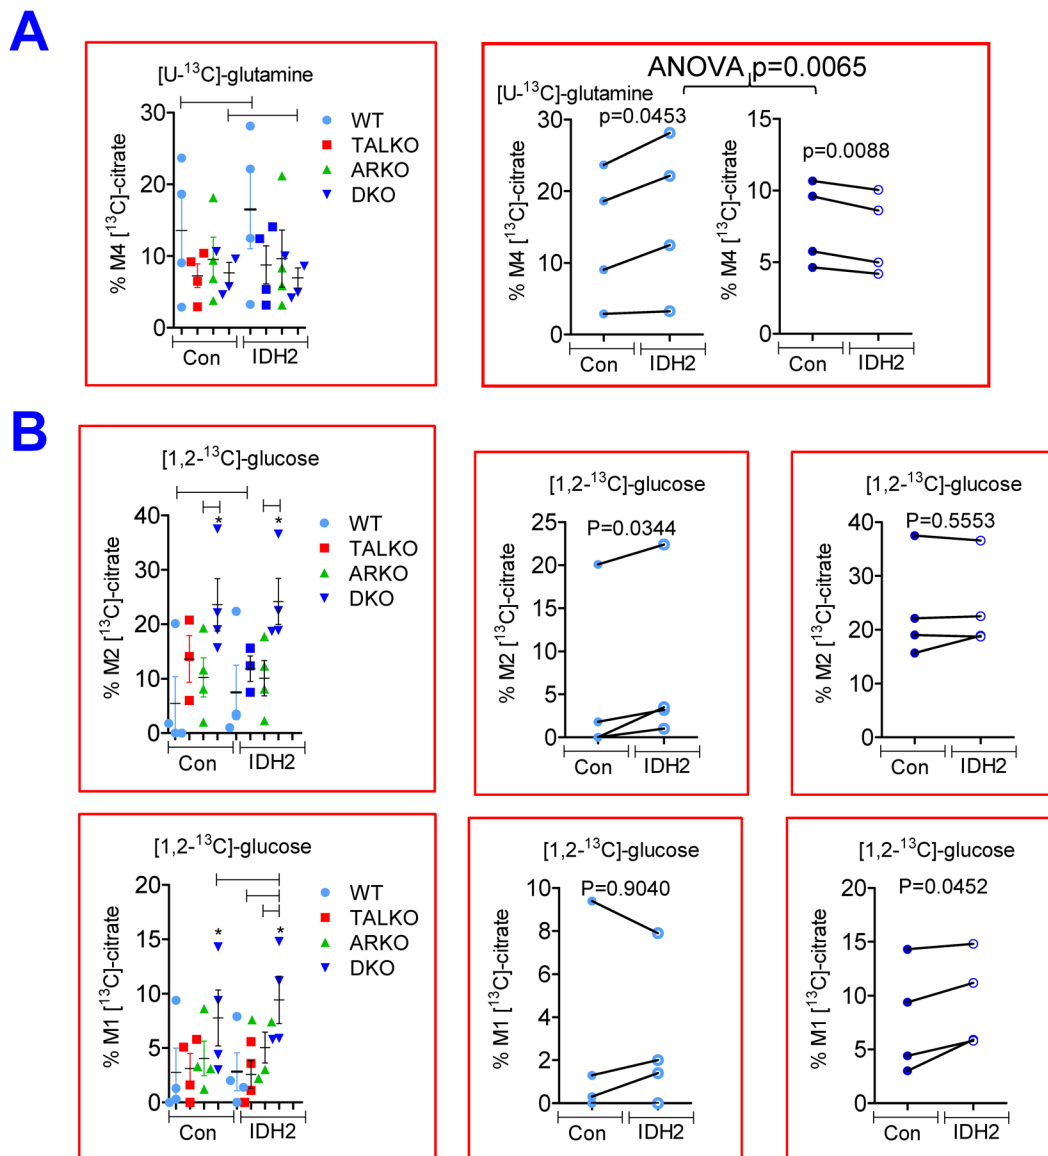 A
[U-¹³C]-glutamine
% M4 [¹³C]-citrate
30
20
10
0
Con
IDH2
WT
TALKO
ARKO
DKO
ANOVA p=0.0065
[U-¹³C]-glutamine
p=0.0453
% M4 [¹³C]-citrate
30
20
10
0
Con
IDH2
p=0.0088
% M4 [¹³C]-citrate
15
10
5
0
Con
IDH2
B
[1,2-¹³C]-glucose
% M2 [¹³C]-citrate
40
30
20
10
0
* *
Con
IDH2
WT
TALKO
ARKO
DKO
[1,2-¹³C]-glucose
P=0.0344
% M2 [¹³C]-citrate
25
20
15
10
5
0
Con
IDH2
[1,2-¹³C]-glucose
P=0.5553
% M2 [¹³C]-citrate
40
30
20
10
0
Con
IDH2
[1,2-¹³C]-glucose
% M1 [¹³C]-citrate
20
15
10
5
0
* *
Con
IDH2
WT
TALKO
ARKO
DKO
[1,2-¹³C]-glucose
P=0.9040
% M1 [¹³C]-citrate
10
8
6
4
2
0
Con
IDH2
[1,2-¹³C]-glucose
P=0.0452
% M1 [¹³C]-citrate
20
15
10
5
0
Con
IDH2